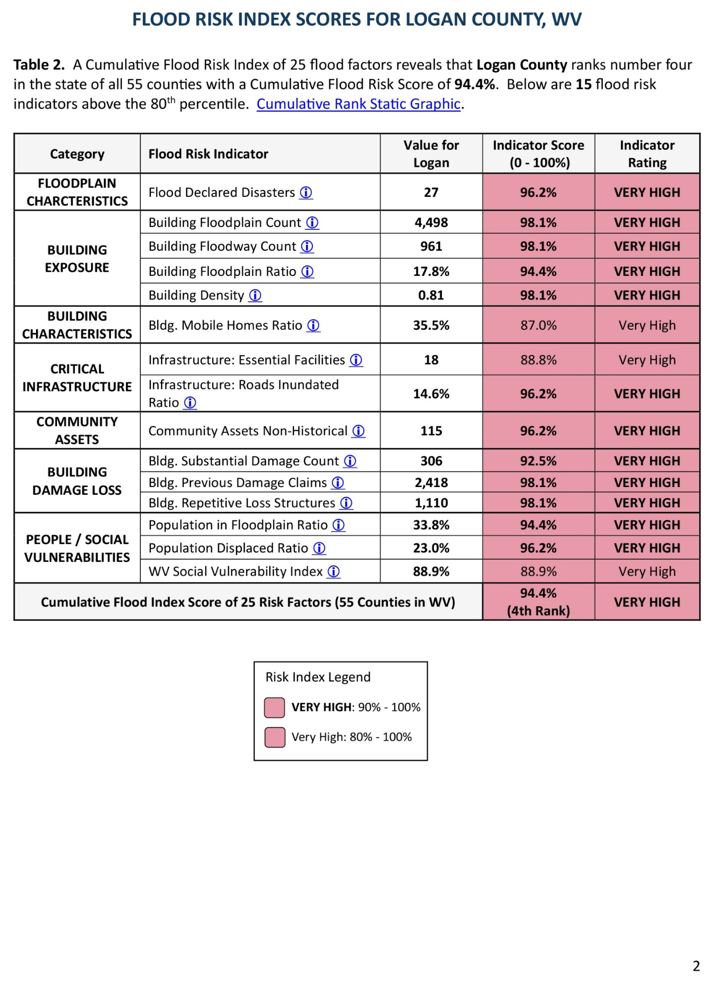 FLOOD RISK INDEX SCORES FOR LOGAN COUNTY, WV
Table 2.  A Cumulative Flood Risk Index of 25 flood factors reveals that Logan County ranks number four
in the state of all 55 counties with a Cumulative Flood Risk Score of 94.4%.  Below are 15 flood risk
indicators above the 80th percentile.  Cumulative Rank Static Graphic.
Category | Flood Risk Indicator | Value for Logan | Indicator Score (0 - 100%) | Indicator Rating
FLOODPLAIN CHARCTERISTICS | Flood Declared Disasters ⓘ | 27 | 96.2% | VERY HIGH
BUILDING EXPOSURE | Building Floodplain Count ⓘ | 4,498 | 98.1% | VERY HIGH
Building Floodway Count ⓘ | 961 | 98.1% | VERY HIGH
Building Floodplain Ratio ⓘ | 17.8% | 94.4% | VERY HIGH
Building Density ⓘ | 0.81 | 98.1% | VERY HIGH
BUILDING CHARACTERISTICS | Bldg. Mobile Homes Ratio ⓘ | 35.5% | 87.0% | Very High
CRITICAL INFRASTRUCTURE | Infrastructure: Essential Facilities ⓘ | 18 | 88.8% | Very High
Infrastructure: Roads Inundated Ratio ⓘ | 14.6% | 96.2% | VERY HIGH
COMMUNITY ASSETS | Community Assets Non-Historical ⓘ | 115 | 96.2% | VERY HIGH
BUILDING DAMAGE LOSS | Bldg. Substantial Damage Count ⓘ | 306 | 92.5% | VERY HIGH
Bldg. Previous Damage Claims ⓘ | 2,418 | 98.1% | VERY HIGH
Bldg. Repetitive Loss Structures ⓘ | 1,110 | 98.1% | VERY HIGH
PEOPLE / SOCIAL VULNERABILITIES | Population in Floodplain Ratio ⓘ | 33.8% | 94.4% | VERY HIGH
Population Displaced Ratio ⓘ | 23.0% | 96.2% | VERY HIGH
WV Social Vulnerability Index ⓘ | 88.9% | 88.9% | Very High
Cumulative Flood Index Score of 25 Risk Factors (55 Counties in WV) | 94.4% (4th Rank) | VERY HIGH
Risk Index Legend
VERY HIGH: 90% - 100%
Very High: 80% - 100%
2